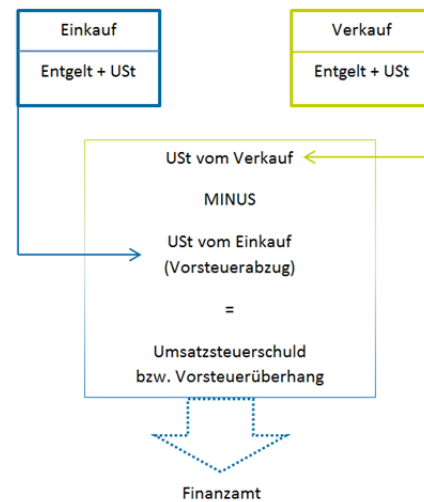 Einkauf
Entgelt + USt
Verkauf
Entgelt + USt
USt vom Verkauf
MINUS
USt vom Einkauf
(Vorsteuerabzug)
=
Umsatzsteuerschuld
bzw. Vorsteuerüberhang
Finanzamt